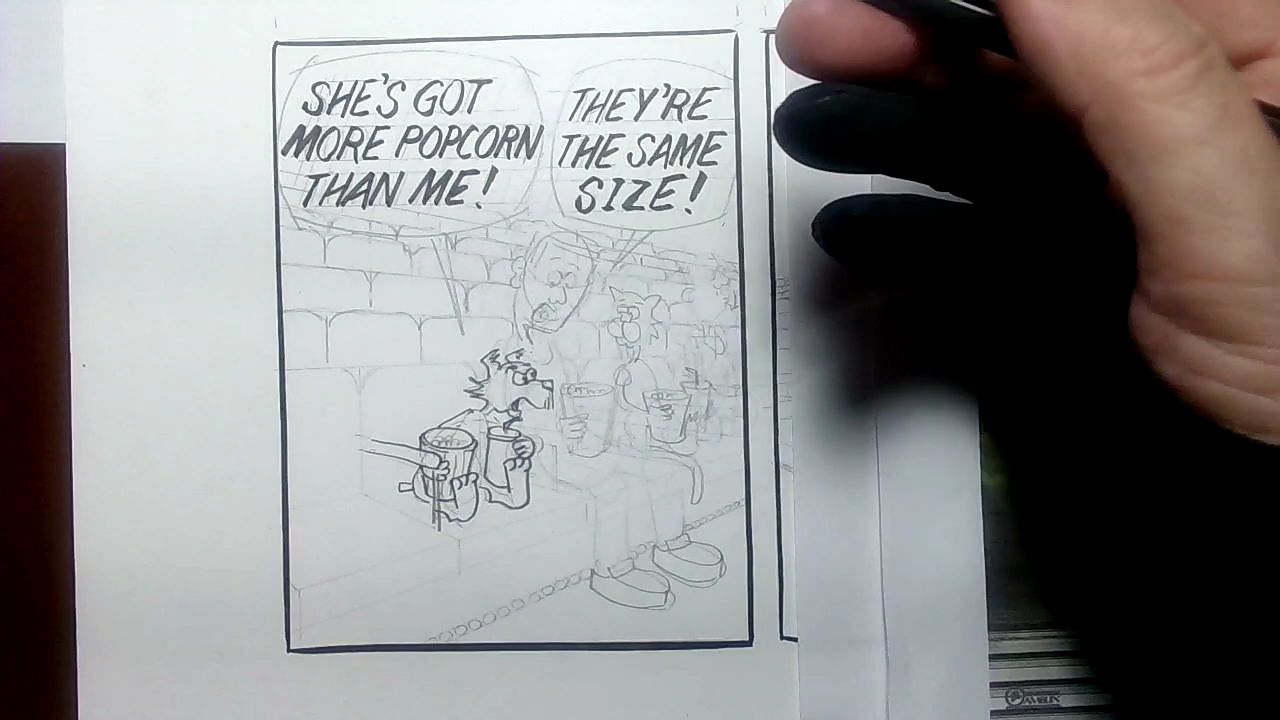 SHE'S GOT
MORE POPCORN
THAN ME!
THEY'RE
THE SAME
SIZE!